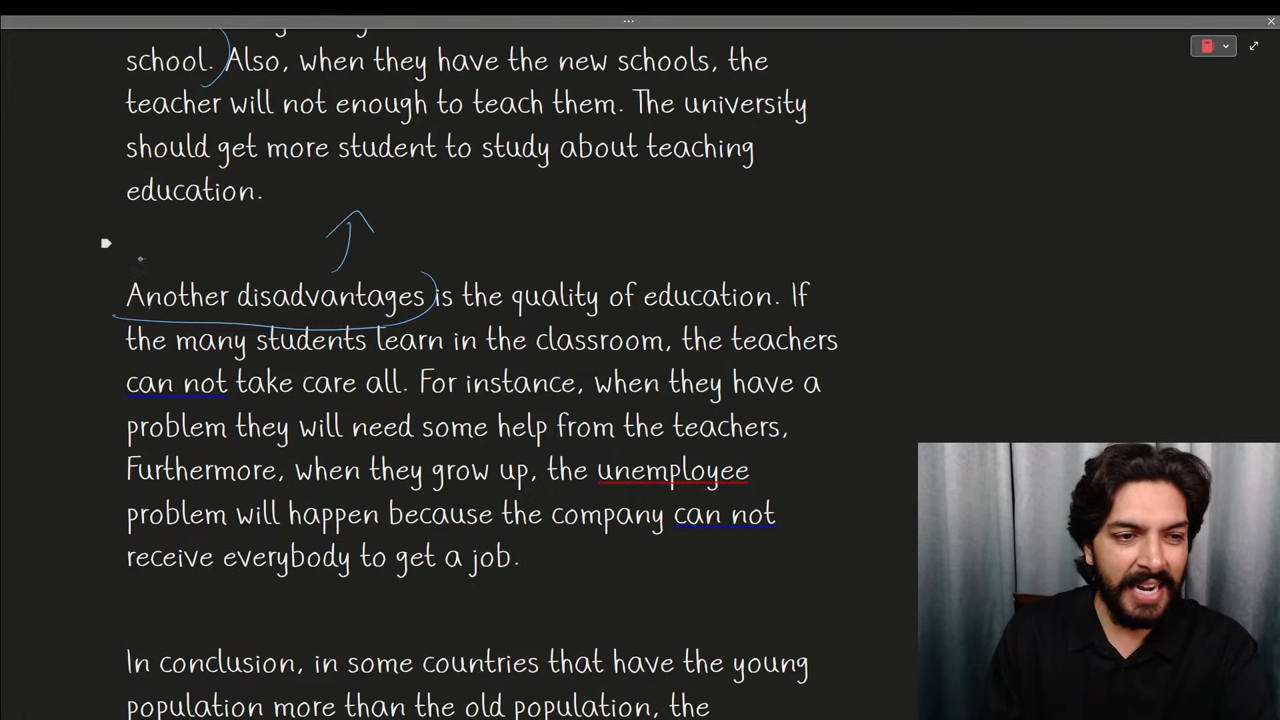 school. Also, when they have the new schools, the
teacher will not enough to teach them. The university
should get more student to study about teaching
education.
Another disadvantages is the quality of education. If
the many students learn in the classroom, the teachers
can not take care all. For instance, when they have a
problem they will need some help from the teachers,
Furthermore, when they grow up, the unemployee
problem will happen because the company can not
receive everybody to get a job.
In conclusion, in some countries that have the young
population more than the old population, the